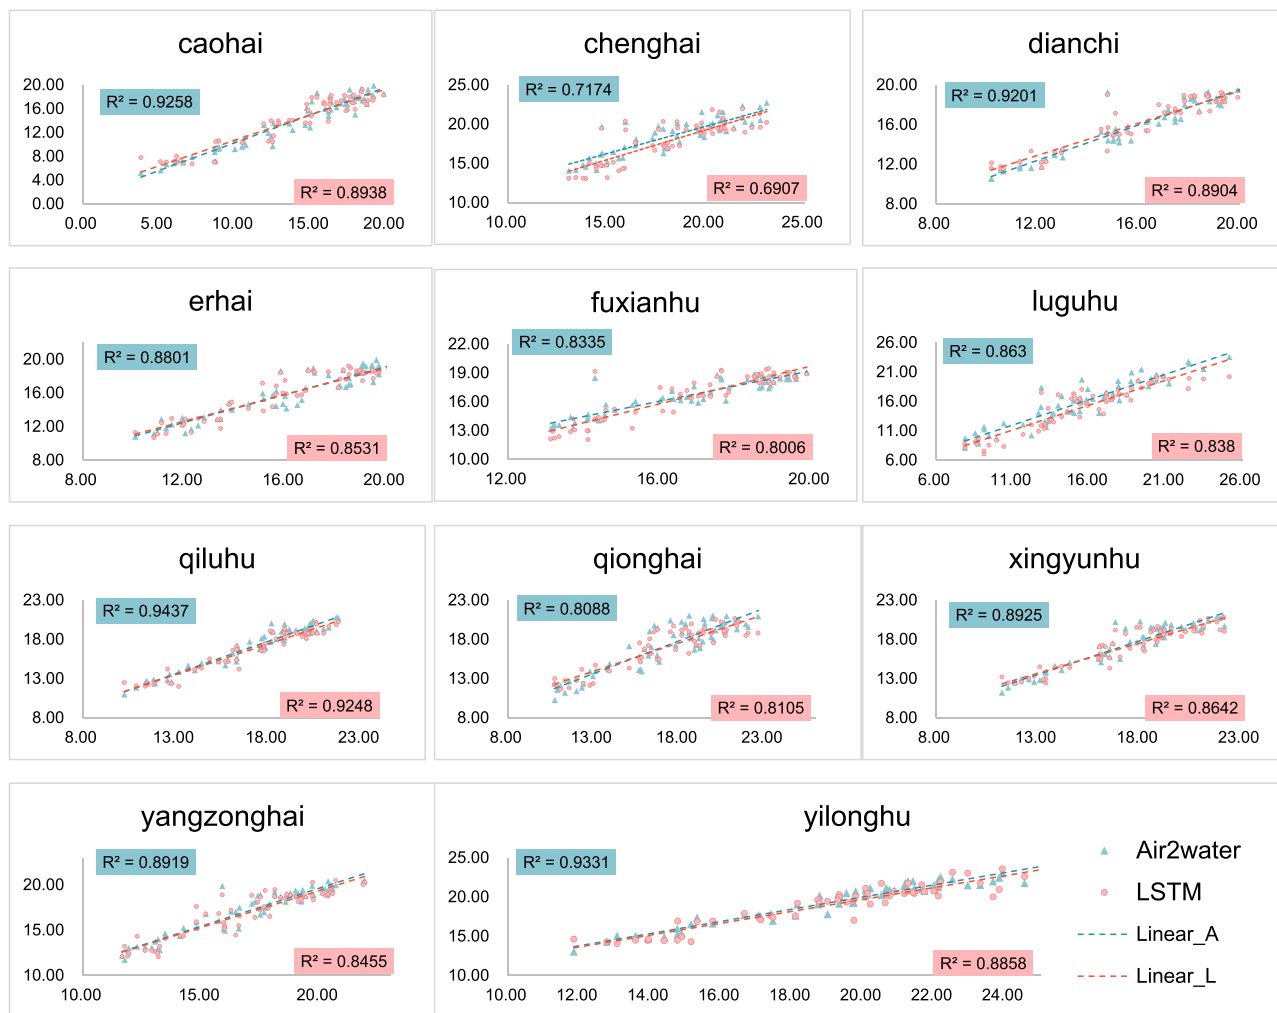 caohai
20.00
16.00
12.00
8.00
4.00
0.00
R² = 0.9258
R² = 0.8938
0.00 5.00 10.00 15.00 20.00
chenghai
25.00
20.00
15.00
10.00
R² = 0.7174
R² = 0.6907
10.00 15.00 20.00 25.00
dianchi
20.00
16.00
12.00
8.00
R² = 0.9201
R² = 0.8904
8.00 12.00 16.00 20.00
erhai
20.00
16.00
12.00
8.00
R² = 0.8801
R² = 0.8531
8.00 12.00 16.00 20.00
fuxianhu
22.00
19.00
16.00
13.00
10.00
R² = 0.8335
R² = 0.8006
12.00 16.00 20.00
luguhu
26.00
21.00
16.00
11.00
6.00
R² = 0.863
R² = 0.838
6.00 11.00 16.00 21.00 26.00
qiluhu
23.00
18.00
13.00
8.00
R² = 0.9437
R² = 0.9248
8.00 13.00 18.00 23.00
qionghai
23.00
18.00
13.00
8.00
R² = 0.8088
R² = 0.8105
8.00 13.00 18.00 23.00
xingyunhu
23.00
18.00
13.00
8.00
R² = 0.8925
R² = 0.8642
8.00 13.00 18.00 23.00
yangzonghai
20.00
15.00
10.00
R² = 0.8919
R² = 0.8455
10.00 15.00 20.00
yilonghu
25.00
20.00
15.00
10.00
R² = 0.9331
R² = 0.8858
10.00 12.00 14.00 16.00 18.00 20.00 22.00 24.00
Air2water
LSTM
Linear_A
Linear_L